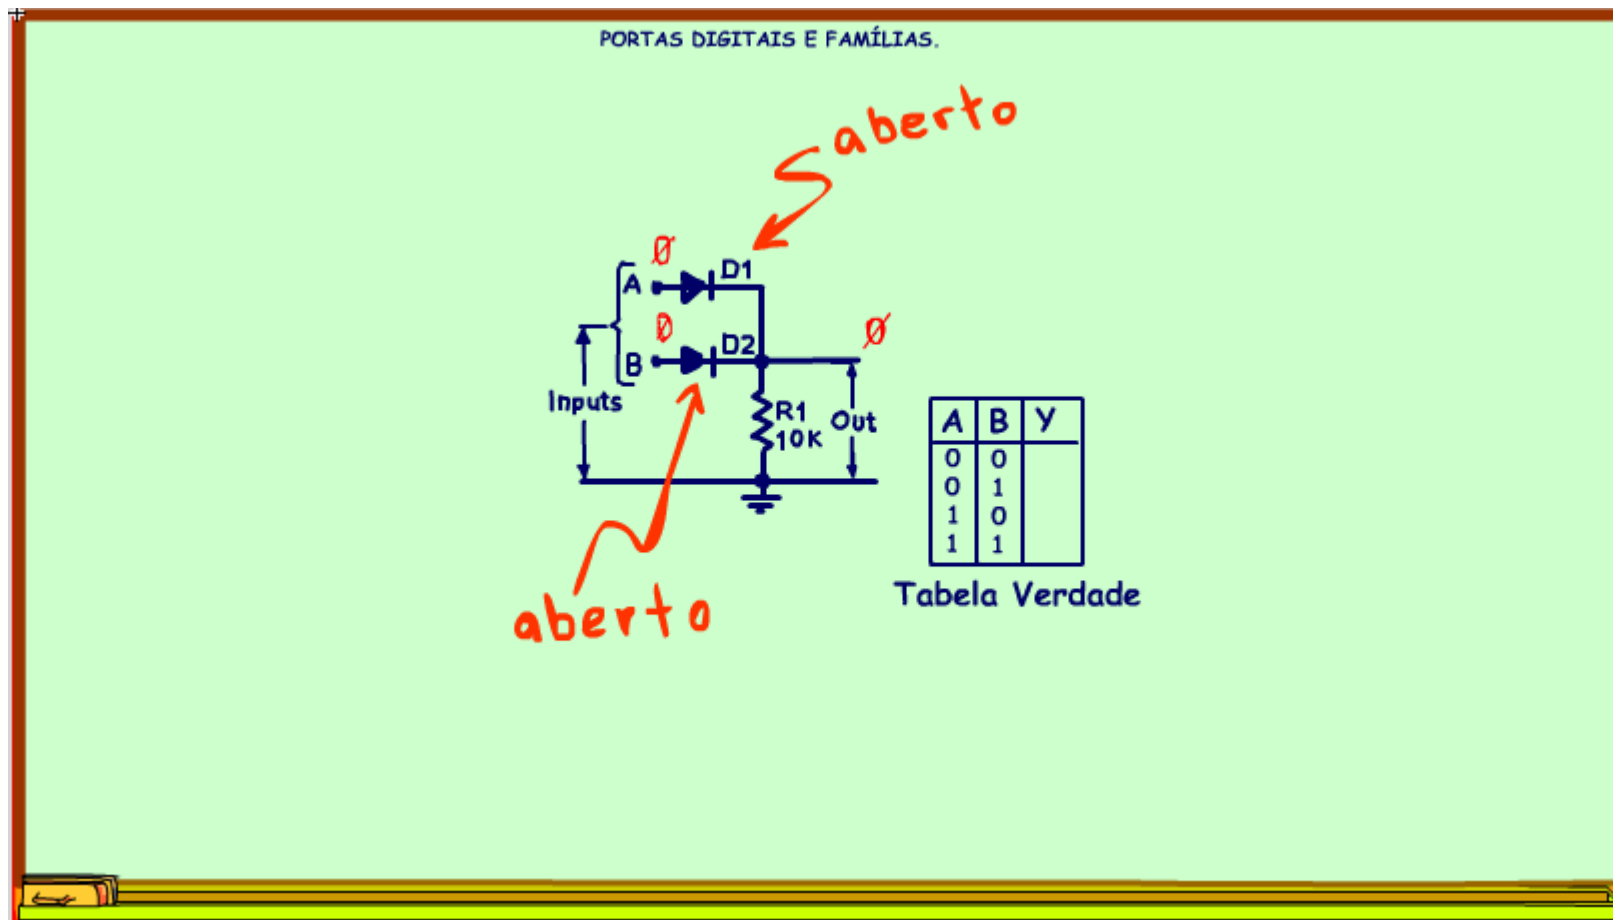 PORTAS DIGITAIS E FAMÍLIAS.
aberto
Ø
A
D1
Ø
Ø
B
D2
Inputs
R1
10K
Out
A B Y
0 0
0 1
1 0
1 1
Tabela Verdade
aberto